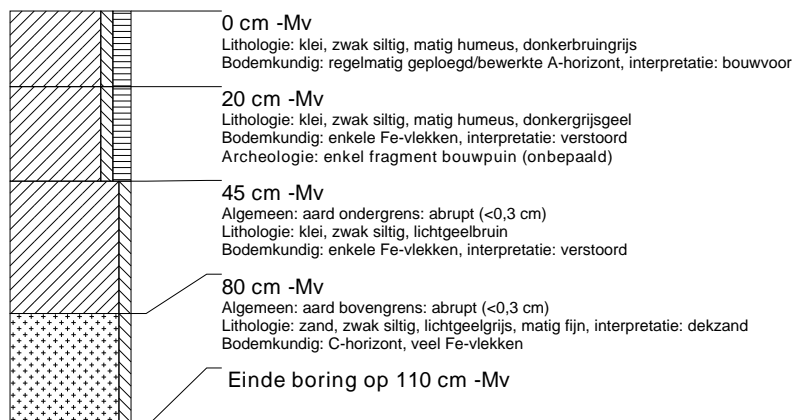 0 cm -Mv
Lithologie: klei, zwak siltig, matig humeus, donkerbruingrijs
Bodemkundig: regelmatig geploegd/bewerkte A-horizont, interpretatie: bouwvoor
20 cm -Mv
Lithologie: klei, zwak siltig, matig humeus, donkergrijsgeel
Bodemkundig: enkele Fe-vlekken, interpretatie: verstoord
Archeologie: enkel fragment bouwpuin (onbepaald)
45 cm -Mv
Algemeen: aard ondergrens: abrupt (<0,3 cm)
Lithologie: klei, zwak siltig, lichtgeelbruin
Bodemkundig: enkele Fe-vlekken, interpretatie: verstoord
80 cm -Mv
Algemeen: aard bovengrens: abrupt (<0,3 cm)
Lithologie: zand, zwak siltig, lichtgeelgrijs, matig fijn, interpretatie: dekzand
Bodemkundig: C-horizont, veel Fe-vlekken
Einde boring op 110 cm -Mv